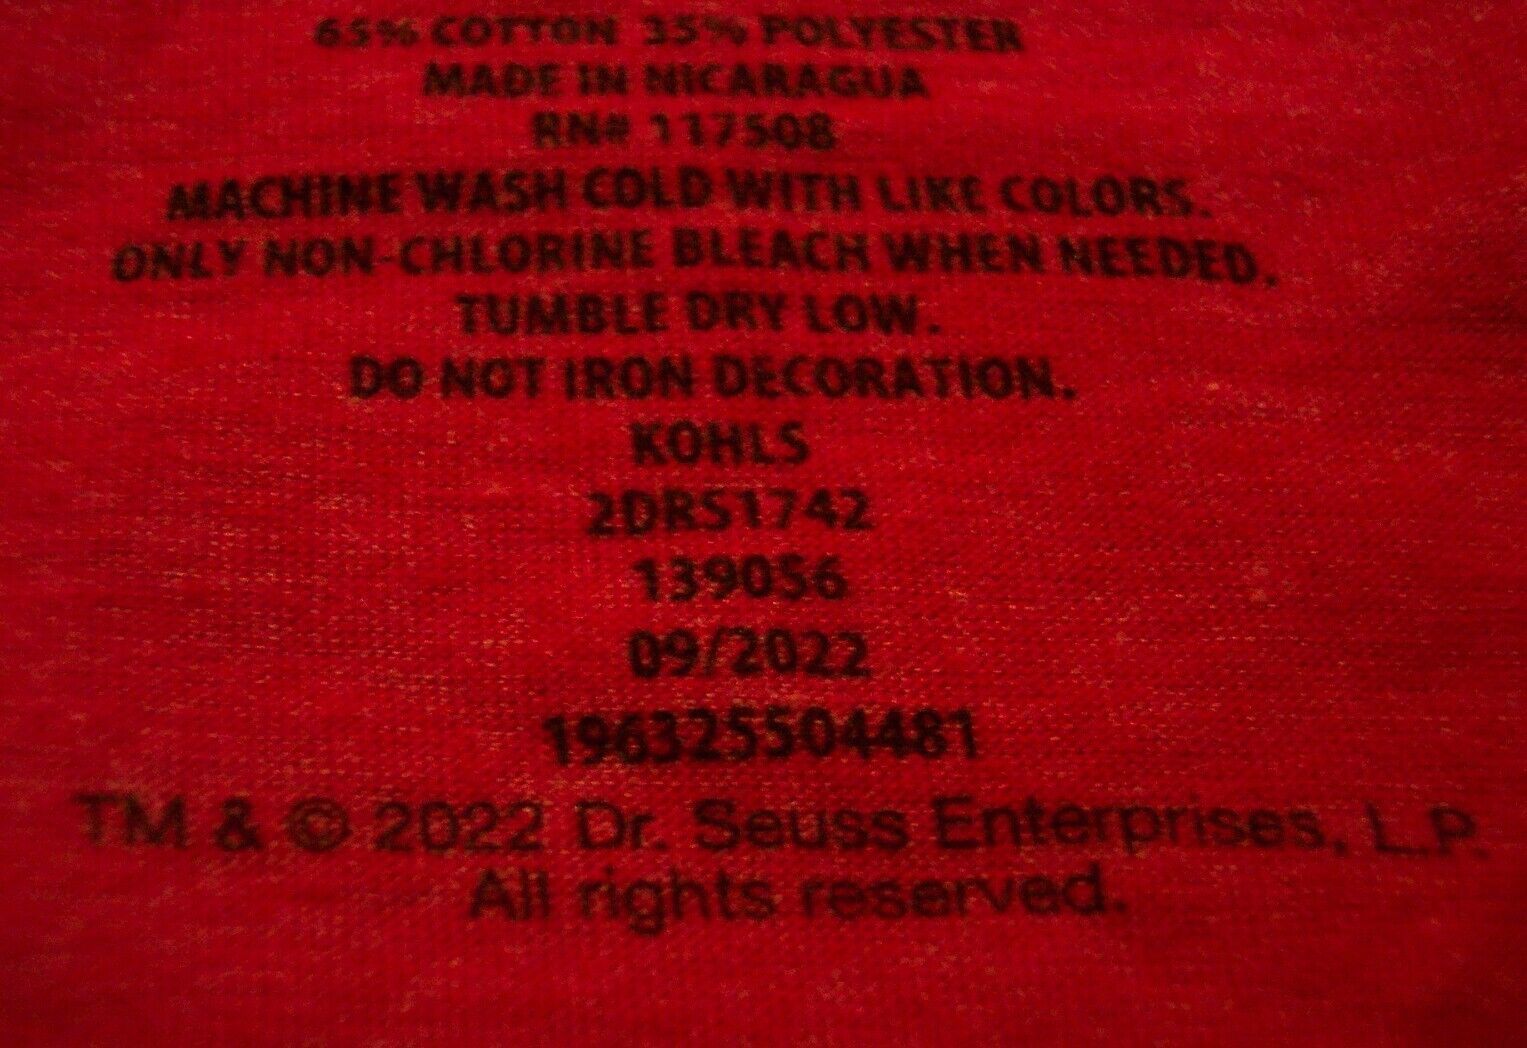 65% COTTON 35% POLYESTER
MADE IN NICARAGUA
RN# 117508
MACHINE WASH COLD WITH LIKE COLORS.
ONLY NON-CHLORINE BLEACH WHEN NEEDED.
TUMBLE DRY LOW.
DO NOT IRON DECORATION.
KOHLS
2DRS1742
139056
09/2022
196325504481
TM & © 2022 Dr. Seuss Enterprises, L.P.
All rights reserved.